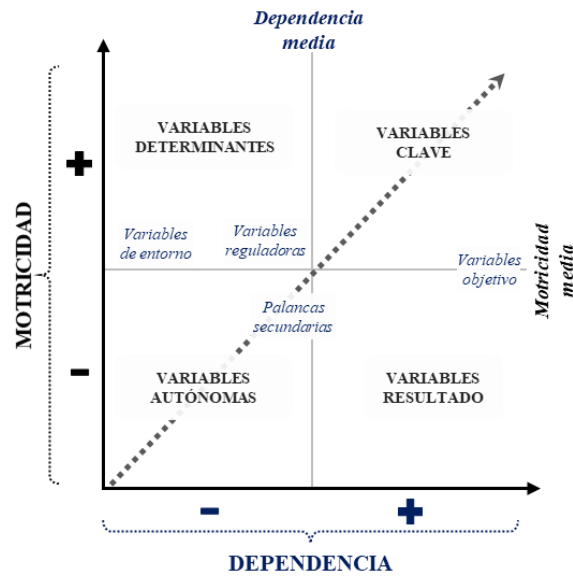 Dependencia
media
VARIABLES
DETERMINANTES
VARIABLES
CLAVE
+
MOTRICIDAD
Variables
de entorno
Variables
reguladoras
Variables
objetivo
Motricidad
media
Palancas
secundarias
-
VARIABLES
AUTÓNOMAS
VARIABLES
RESULTADO
-
+
DEPENDENCIA